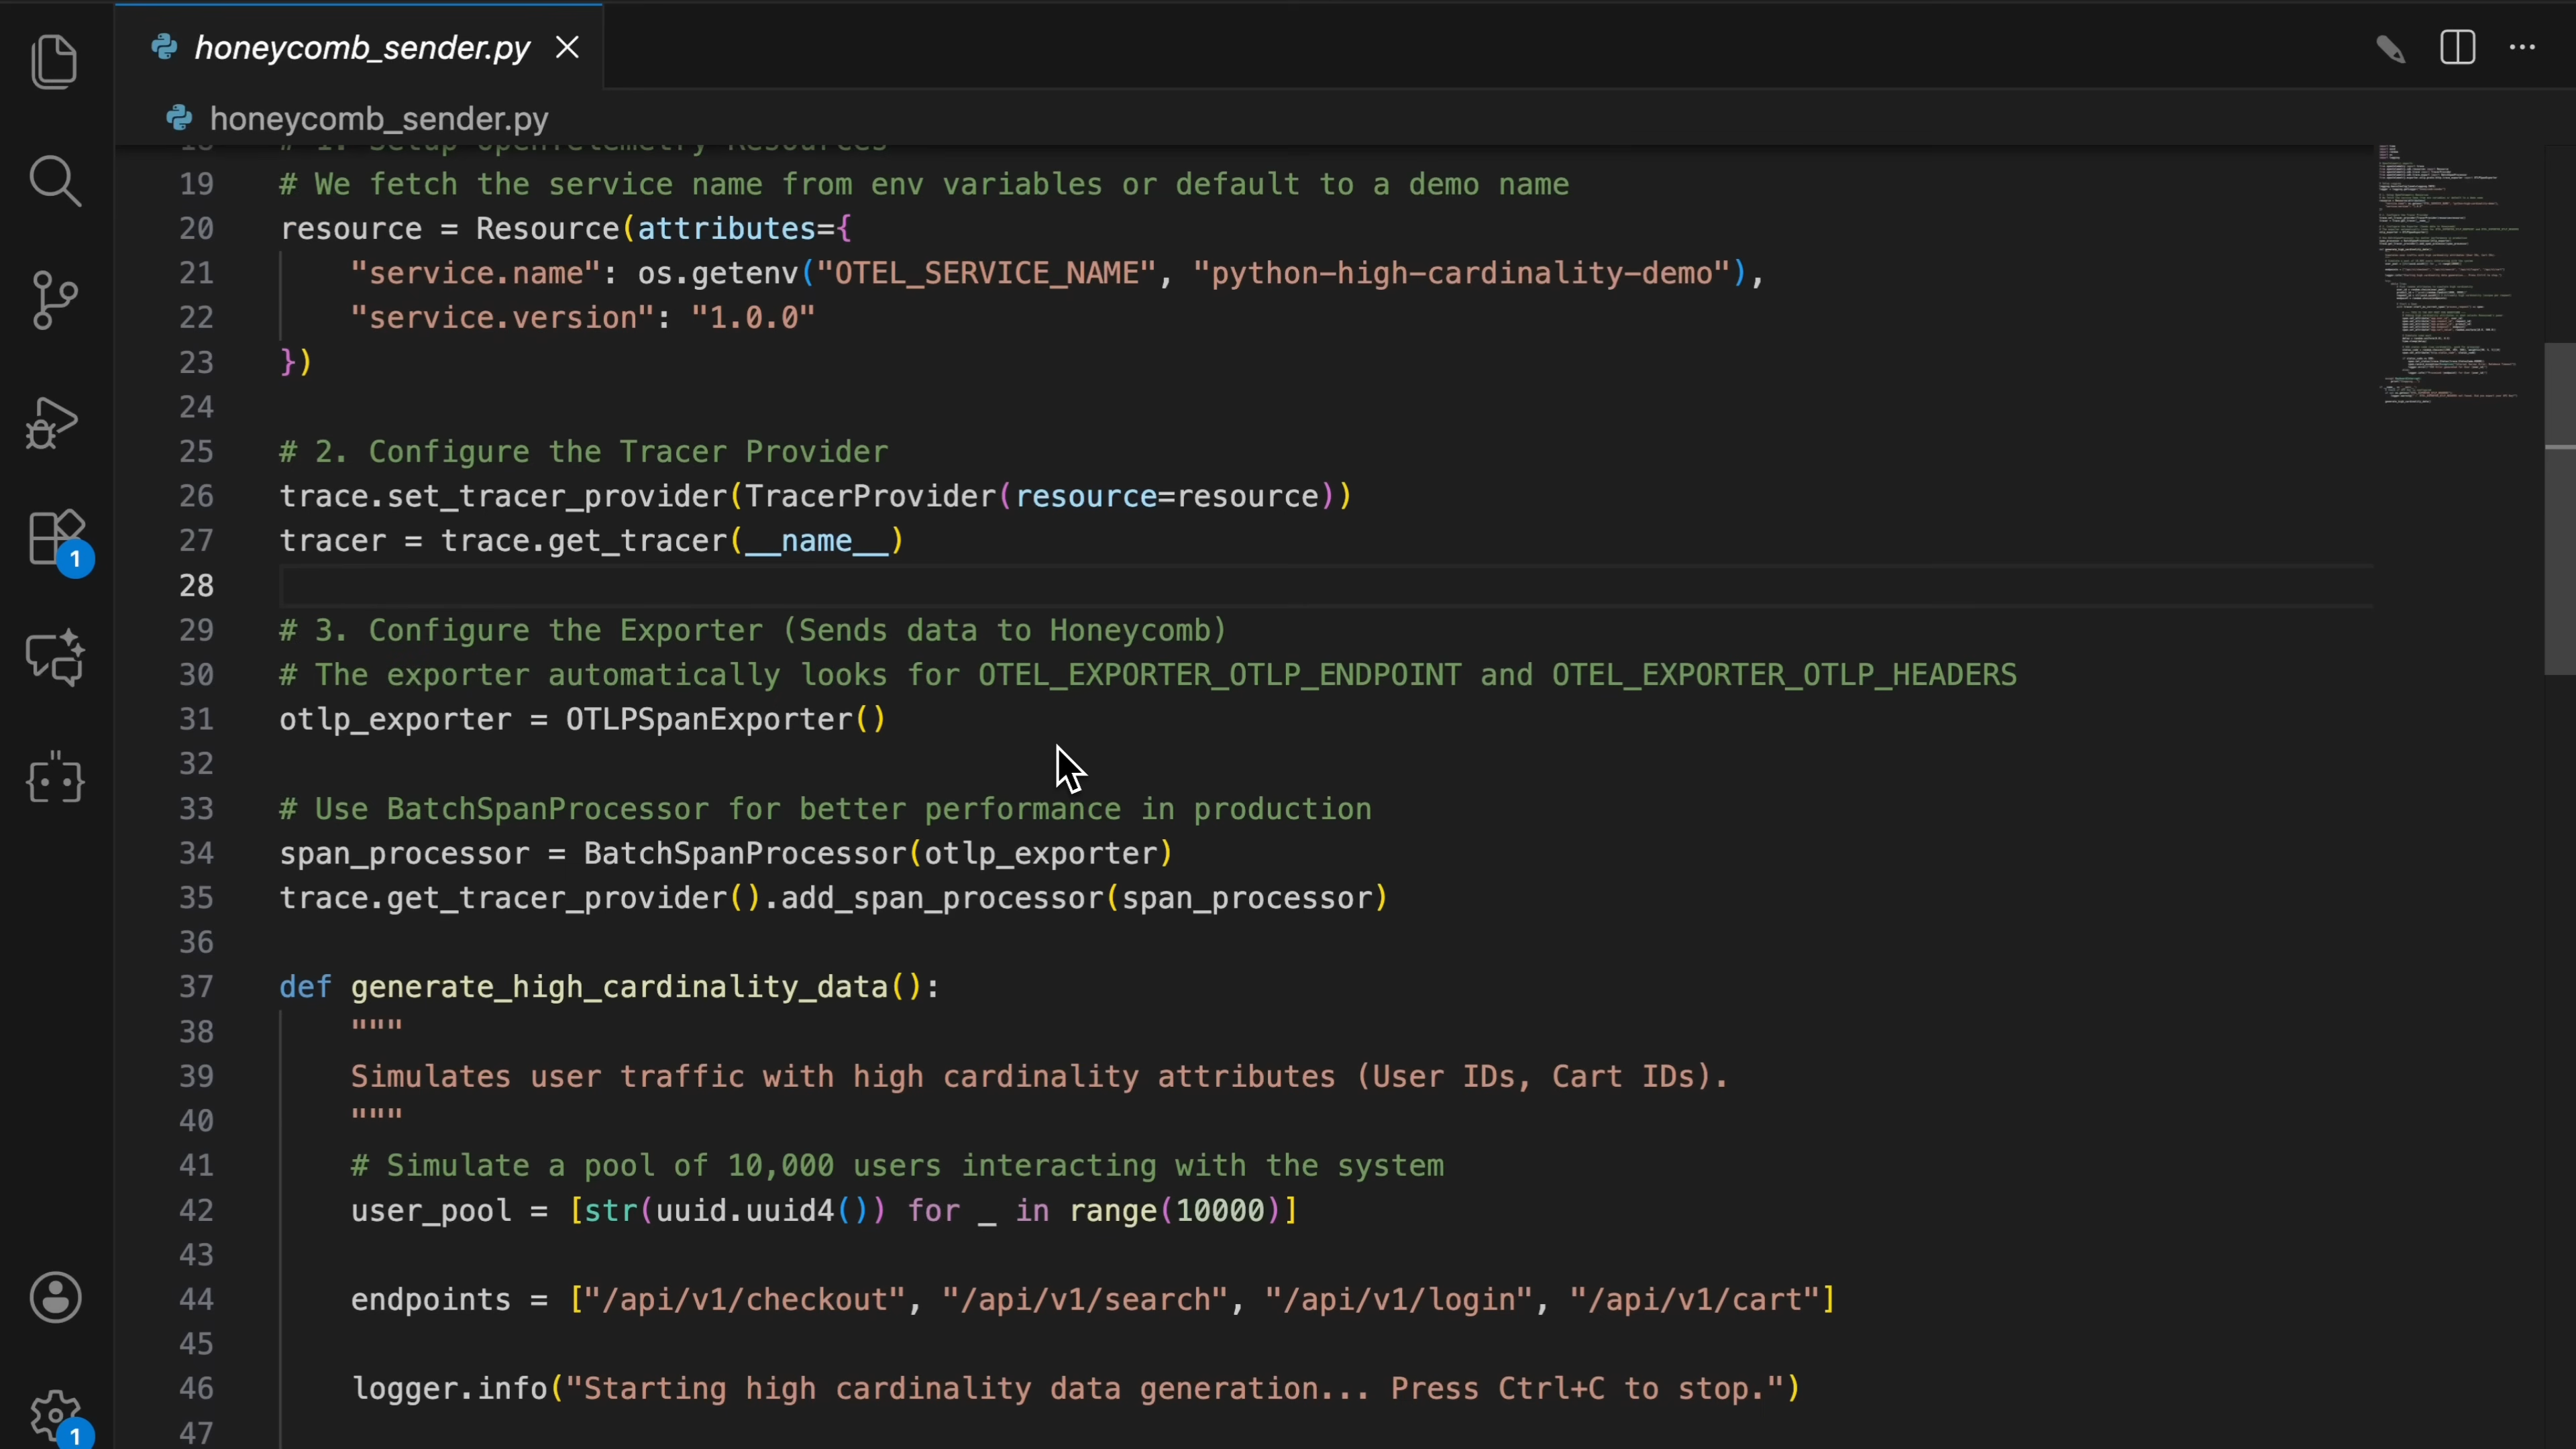 honeycomb_sender.py
honeycomb_sender.py
18 # 1. Setup OpenTelemetry Resources
19 # We fetch the service name from env variables or default to a demo name
20 resource = Resource(attributes={
21     "service.name": os.getenv("OTEL_SERVICE_NAME", "python-high-cardinality-demo"),
22     "service.version": "1.0.0"
23 })
24
25 # 2. Configure the Tracer Provider
26 trace.set_tracer_provider(TracerProvider(resource=resource))
27 tracer = trace.get_tracer(__name__)
28
29 # 3. Configure the Exporter (Sends data to Honeycomb)
30 # The exporter automatically looks for OTEL_EXPORTER_OTLP_ENDPOINT and OTEL_EXPORTER_OTLP_HEADERS
31 otlp_exporter = OTLPSpanExporter()
32
33 # Use BatchSpanProcessor for better performance in production
34 span_processor = BatchSpanProcessor(otlp_exporter)
35 trace.get_tracer_provider().add_span_processor(span_processor)
36
37 def generate_high_cardinality_data():
38     """
39     Simulates user traffic with high cardinality attributes (User IDs, Cart IDs).
40     """
41     # Simulate a pool of 10,000 users interacting with the system
42     user_pool = [str(uuid.uuid4()) for _ in range(10000)]
43
44     endpoints = ["/api/v1/checkout", "/api/v1/search", "/api/v1/login", "/api/v1/cart"]
45
46     logger.info("Starting high cardinality data generation... Press Ctrl+C to stop.")
47
1
1